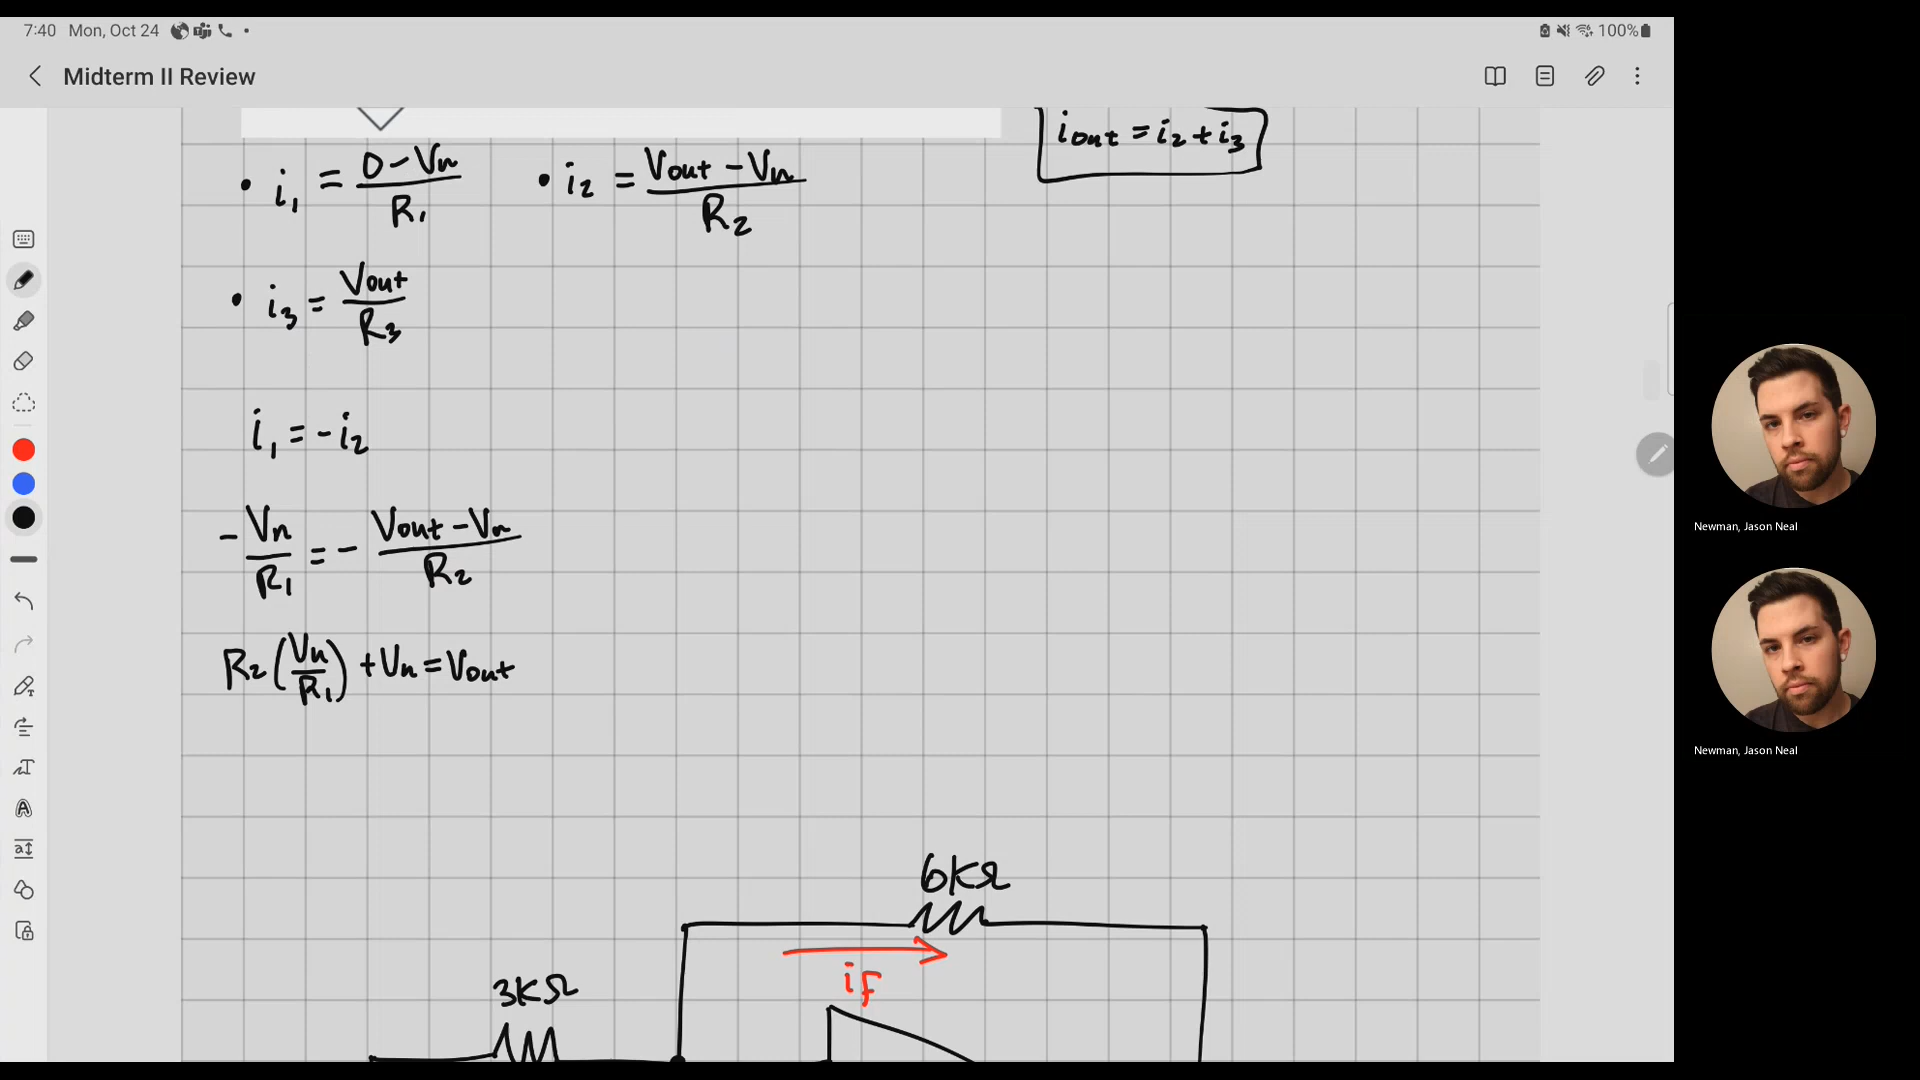 7:40 Mon, Oct 24
100%
Midterm II Review
iout = i2 + i3
• i1 = (0 - Vn)/R1 • i2 = (Vout - Vn)/R2
• i3 = Vout/R3
i1 = -i2
-Vn/R1 = - (Vout - Vn)/R2
R2 (Vn/R1) + Vn = Vout
6KΩ
iF
3KΩ
Newman, Jason Neal
Newman, Jason Neal